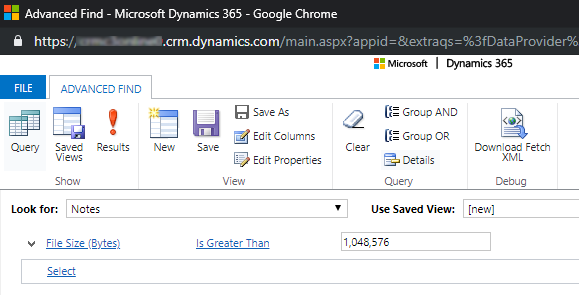 Advanced Find - Microsoft Dynamics 365 - Google Chrome
https://.crm.dynamics.com/main.aspx?appid=&extraqs=%3fDataProvider%
Microsoft | Dynamics 365
FILE ADVANCED FIND
Query
Saved Views
Results
Show
New
Save
Save As
Edit Columns
Edit Properties
View
Clear
Group AND
Group OR
Details
Query
Download Fetch XML
Debug
Look for: Notes Use Saved View: [new]
File Size (Bytes) Is Greater Than 1,048,576
Select